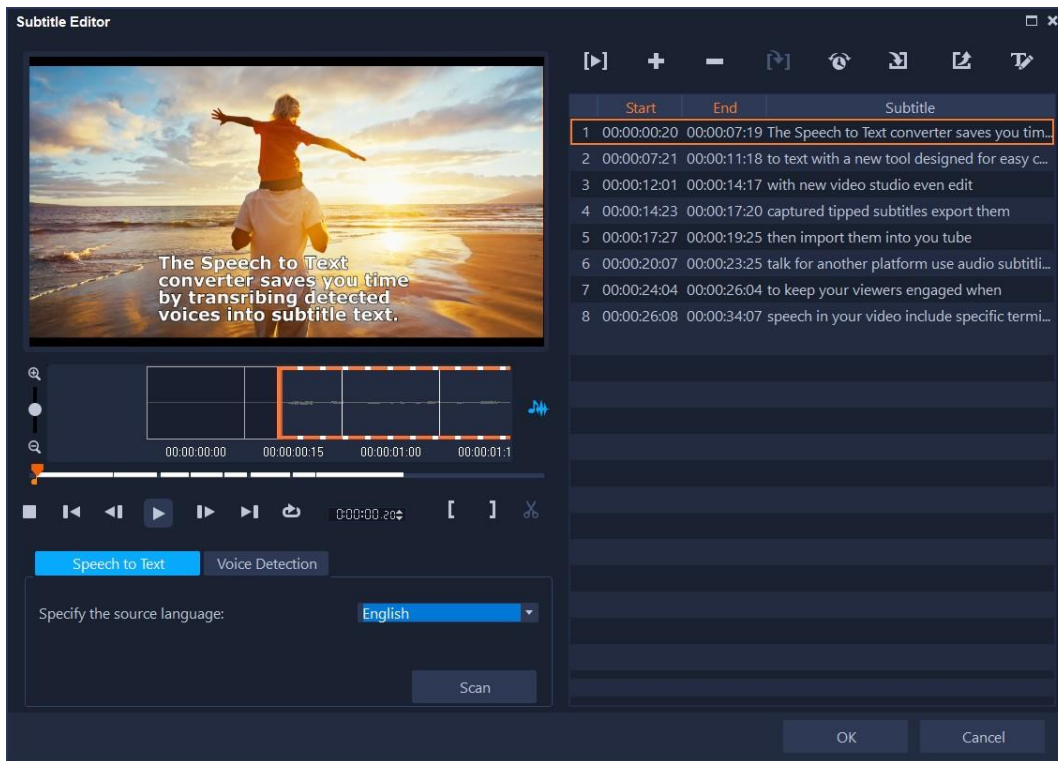 Subtitle Editor
Start End Subtitle
1 00:00:00:20 00:00:07:19 The Speech to Text converter saves you tim...
2 00:00:07:21 00:00:11:18 to text with a new tool designed for easy c...
3 00:00:12:01 00:00:14:17 with new video studio even edit
4 00:00:14:23 00:00:17:20 captured tipped subtitles export them
5 00:00:17:27 00:00:19:25 then import them into you tube
6 00:00:20:07 00:00:23:25 talk for another platform use audio subtitli...
7 00:00:24:04 00:00:26:04 to keep your viewers engaged when
8 00:00:26:08 00:00:34:07 speech in your video include specific termi...
The Speech to Text
converter saves you time
by transribing detected
voices into subtitle text.
00:00:00:00 00:00:00:15 00:00:01:00 00:00:01:1
0:00:00.20
Speech to Text Voice Detection
Specify the source language: English
Scan
OK Cancel